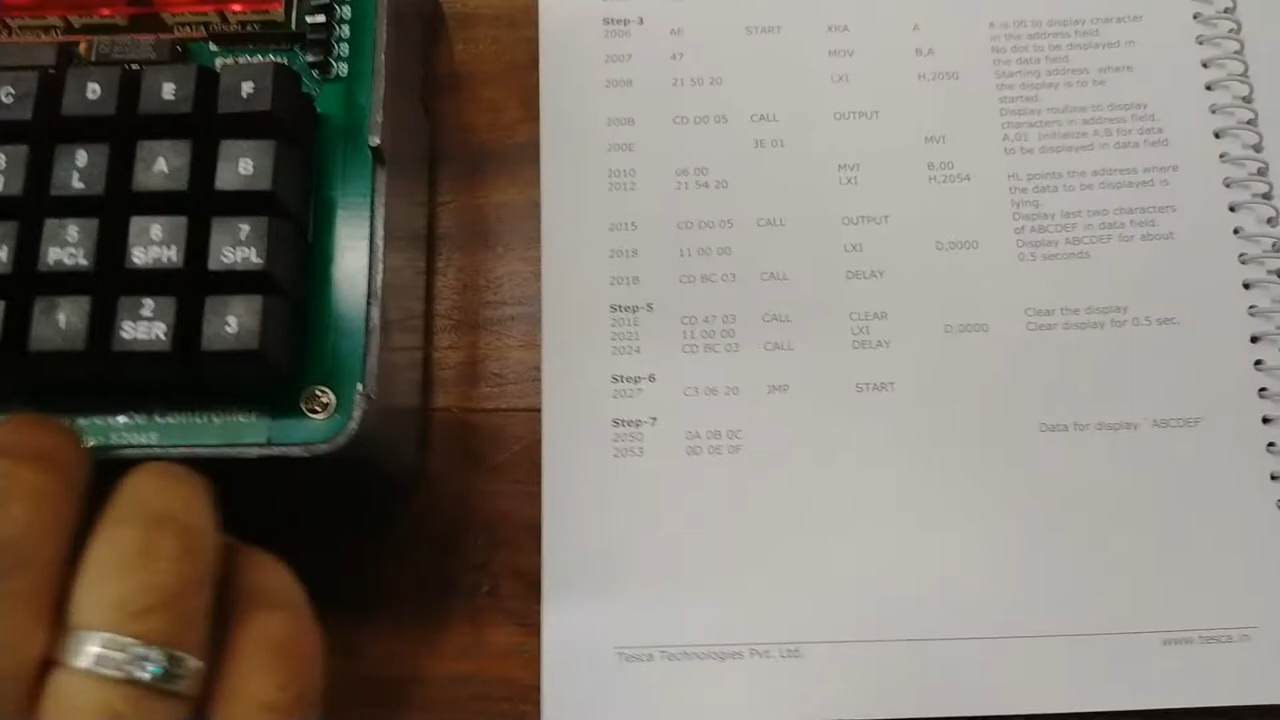 DATA DISPLAY
C D E F
9 L A B
5 PCL 6 SPH 7 SPL
1 2 SER 3
Controller
Step-3
2006 AF START XRA A A is 00 to display character
in the address field.
2007 47 MOV B,A No dot to be displayed in
the data field
2008 21 50 20 LXI H,2050 Starting address where
the display is to be
started.
200B CD D0 05 CALL OUTPUT Display routine to display
characters in address field.
200E 3E 01 MVI A,01 Initialize A,B for data
to be displayed in data field
2010 06 00 MVI B,00
2012 21 54 20 LXI H,2054 HL points the address where
the data to be displayed is
lying.
2015 CD D0 05 CALL OUTPUT Display last two characters
of ABCDEF in data field.
2018 11 00 00 LXI D,0000 Display ABCDEF for about
0.5 seconds
201B CD BC 03 CALL DELAY
Step-5
201E CD 47 03 CALL CLEAR Clear the display
2021 11 00 00 LXI D,0000 Clear display for 0.5 sec.
2024 CD BC 03 CALL DELAY
Step-6
2027 C3 06 20 JMP START
Step-7
2050 0A 0B 0C Data for display ABCDEF
2053 0D 0E 0F
Tesca Technologies Pvt. Ltd. www.tesca.in